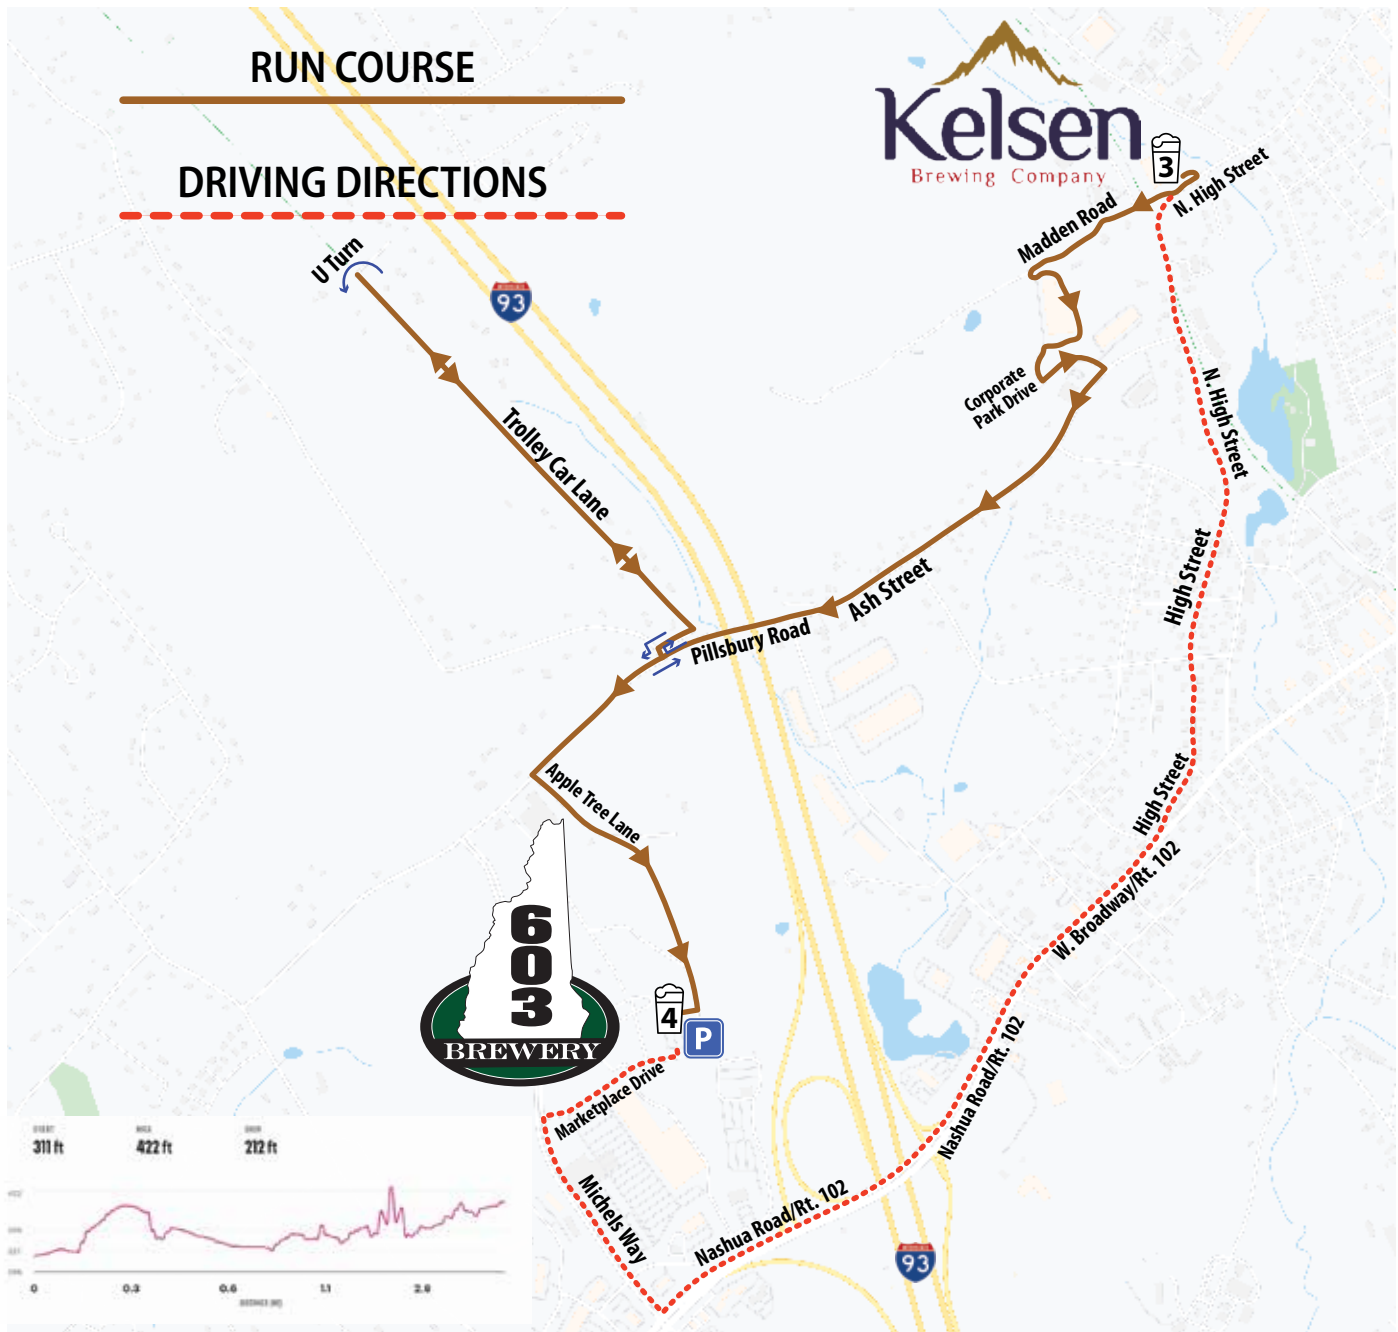 RUN COURSE
DRIVING DIRECTIONS
Kelsen
Brewing Company
3
N. High Street
Madden Road
U Turn
93
Corporate
Park Drive
N. High Street
Trolley Car Lane
High Street
Ash Street
Pillsbury Road
Apple Tree Lane
High Street
W. Broadway/Rt. 102
603
BREWERY
4
P
Marketplace Drive
Nashua Road/Rt. 102
Michels Way
Nashua Road/Rt. 102
93
311 ft
422 ft
212 ft
0
0.3
0.6
1.1